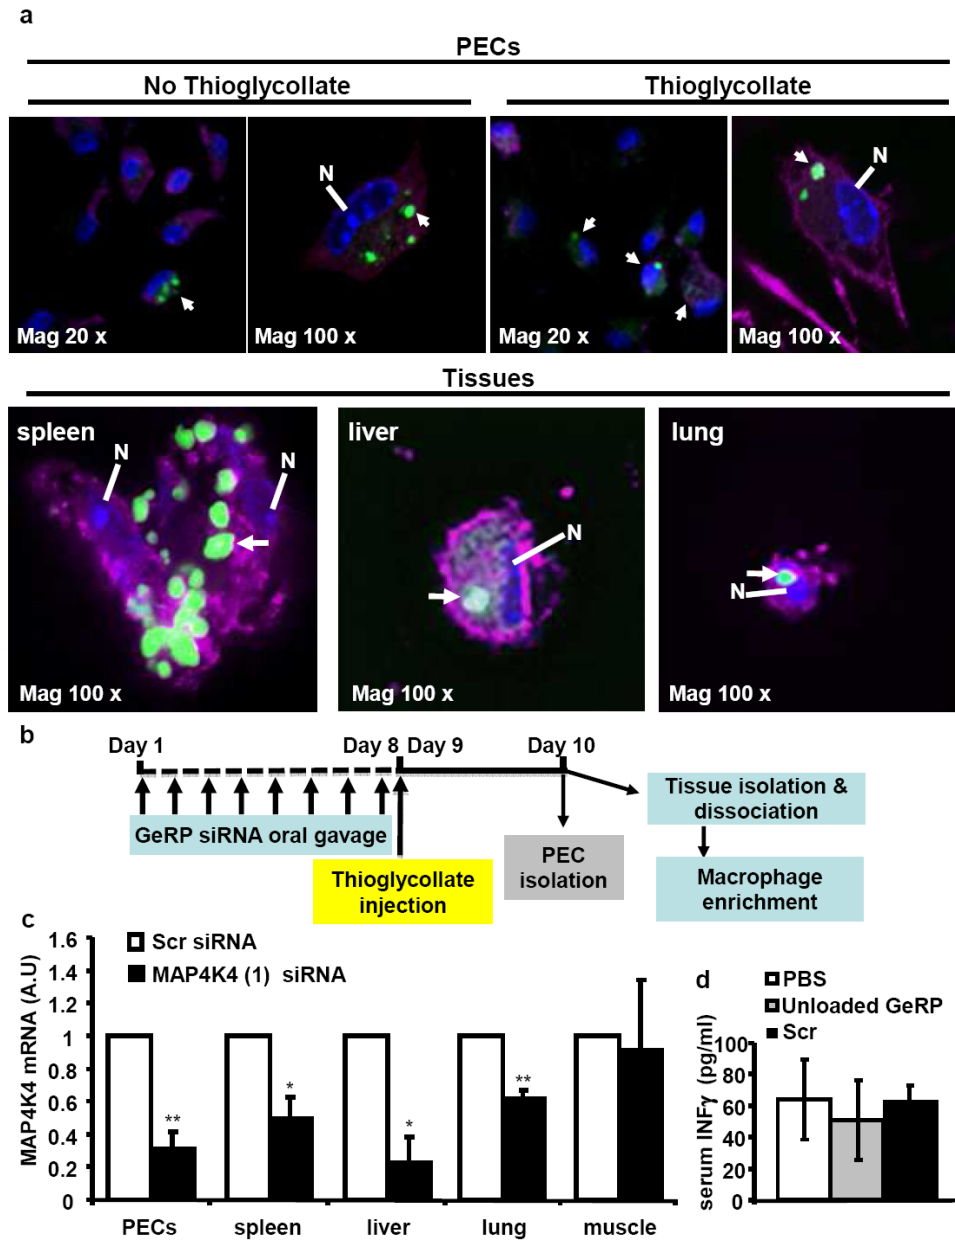 a
PECs
No Thioglycollate
Thioglycollate
N
N
Mag 20 x
Mag 100 x
Mag 20 x
Mag 100 x
Tissues
spleen
liver
lung
N
N
N
N
Mag 100 x
Mag 100 x
Mag 100 x
b
Day 1
Day 8
Day 9
Day 10
GeRP siRNA oral gavage
Thioglycollate
injection
PEC
isolation
Tissue isolation &
dissociation
Macrophage
enrichment
c
Scr siRNA
MAP4K4 (1) siRNA
MAP4K4 mRNA (A.U)
1.6
1.4
1.2
1
0.8
0.6
0.4
0.2
0
**
*
*
**
PECs
spleen
liver
lung
muscle
d
PBS
Unloaded GeRP
Scr
serum INFγ (pg/ml)
100
80
60
40
20
0